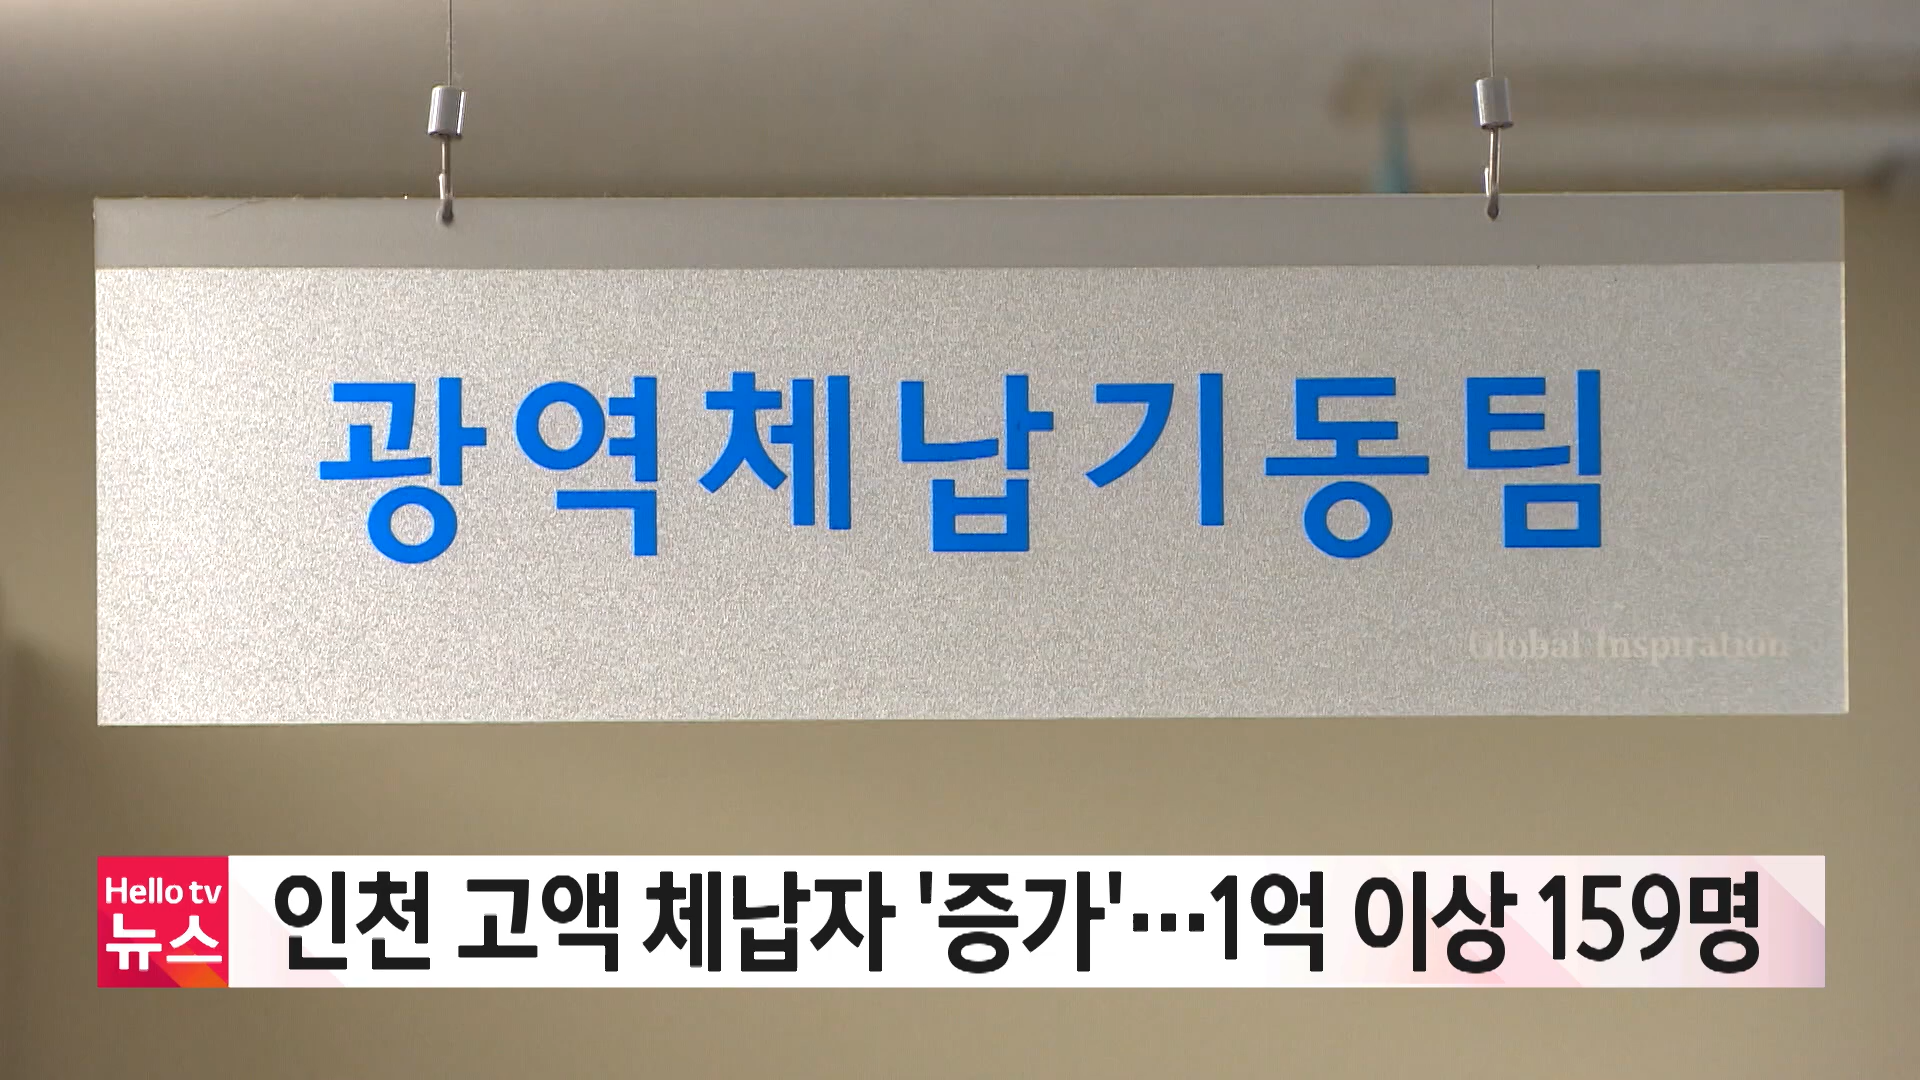 광역체납기동팀
Global Inspiration
Hello tv
뉴스
인천 고액 체납자 '증가'…1억 이상 159명